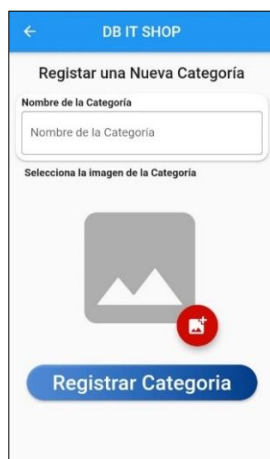 DB IT SHOP
Registar una Nueva Categoría
Nombre de la Categoría
Nombre de la Categoría
Selecciona la imagen de la Categoría
Registrar Categoria